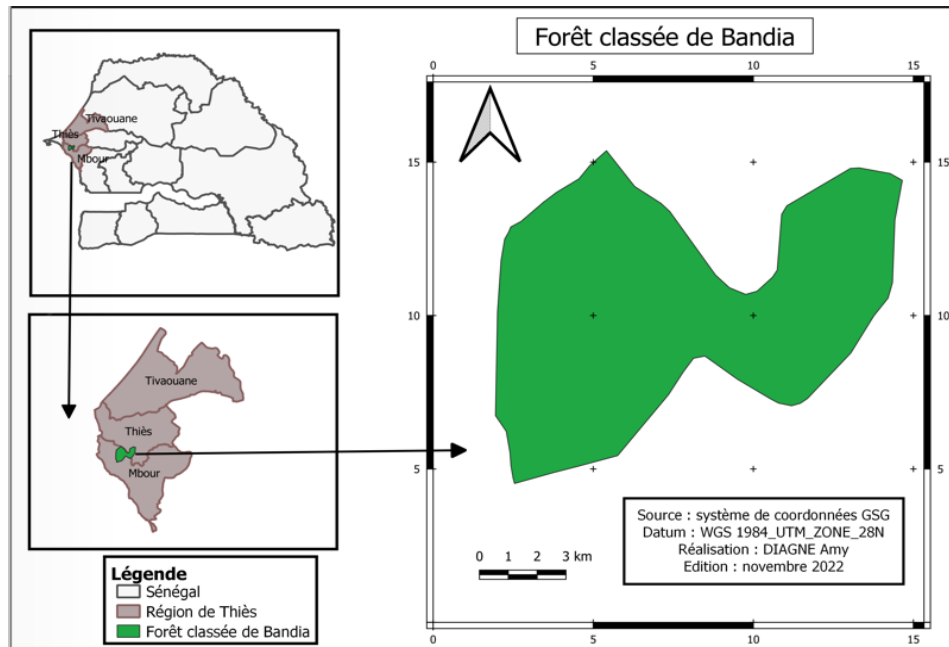 Forêt classée de Bandia
Tivaouane
Thiès
Mbour
Tivaouane
Thiès
Mbour
0
5
10
15
15
15
10
10
5
5
Source : système de coordonnées GSG
Datum : WGS 1984_UTM_ZONE_28N
Réalisation : DIAGNE Amy
Edition : novembre 2022
0 1 2 3 km
Légende
Sénégal
Région de Thiès
Forêt classée de Bandia
0
5
10
15